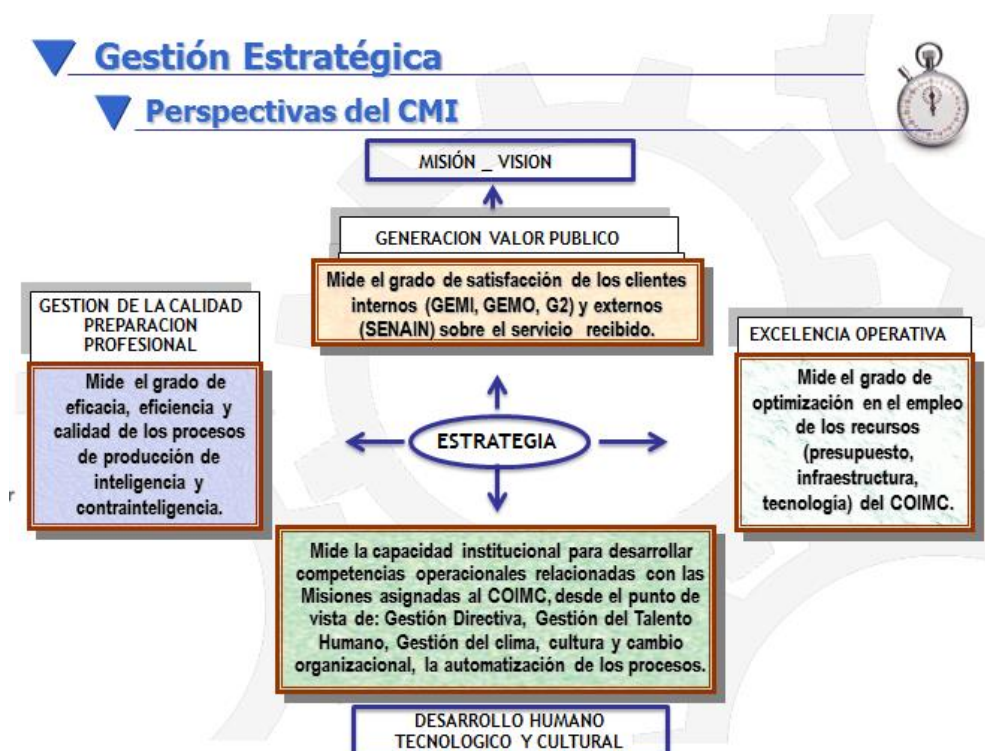 Gestión Estratégica
Perspectivas del CMI
MISIÓN _ VISION
GENERACION VALOR PUBLICO
Mide el grado de satisfacción de los clientes
internos (GEMI, GEMO, G2) y externos
(SENAIN) sobre el servicio recibido.
GESTION DE LA CALIDAD
PREPARACION
PROFESIONAL
Mide el grado de
eficacia, eficiencia y
calidad de los procesos
de producción de
inteligencia y
contrainteligencia.
ESTRATEGIA
EXCELENCIA OPERATIVA
Mide el grado de
optimización en el empleo
de los recursos
(presupuesto,
infraestructura,
tecnología) del COIMC.
Mide la capacidad institucional para desarrollar
competencias operacionales relacionadas con las
Misiones asignadas al COIMC, desde el punto de
vista de: Gestión Directiva, Gestión del Talento
Humano, Gestión del clima, cultura y cambio
organizacional, la automatización de los procesos.
DESARROLLO HUMANO
TECNOLOGICO Y CULTURAL